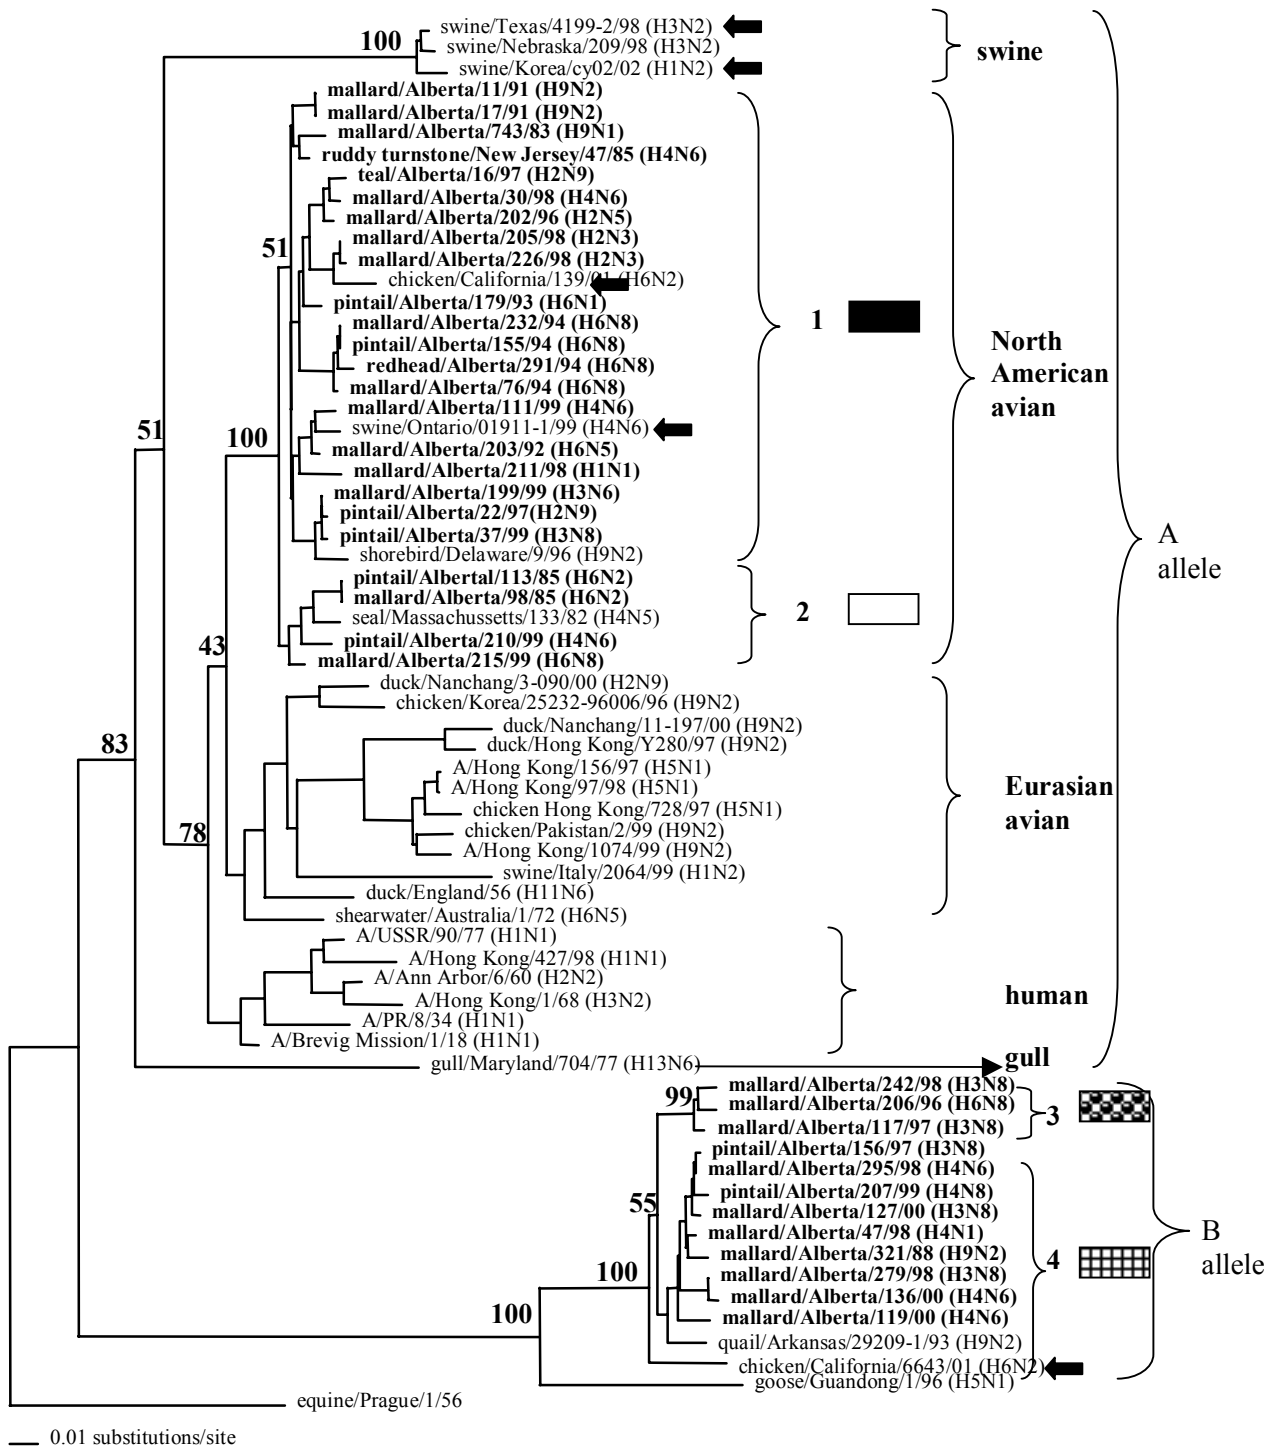 swine/Texas/4199-2/98 (H3N2)
100
swine/Nebraska/209/98 (H3N2)
swine
swine/Korea/cy02/02 (H1N2)
mallard/Alberta/11/91 (H9N2)
mallard/Alberta/17/91 (H9N2)
mallard/Alberta/743/83 (H9N1)
ruddy turnstone/New Jersey/47/85 (H4N6)
teal/Alberta/16/97 (H2N9)
mallard/Alberta/30/98 (H4N6)
mallard/Alberta/202/96 (H2N5)
mallard/Alberta/205/98 (H2N3)
51
mallard/Alberta/226/98 (H2N3)
chicken/California/139/01 (H6N2)
pintail/Alberta/179/93 (H6N1)
1
mallard/Alberta/232/94 (H6N8)
pintail/Alberta/155/94 (H6N8)
North
American
avian
redhead/Alberta/291/94 (H6N8)
mallard/Alberta/76/94 (H6N8)
mallard/Alberta/111/99 (H4N6)
swine/Ontario/01911-1/99 (H4N6)
51
100
mallard/Alberta/203/92 (H6N5)
mallard/Alberta/211/98 (H1N1)
mallard/Alberta/199/99 (H3N6)
pintail/Alberta/22/97(H2N9)
pintail/Alberta/37/99 (H3N8)
A
allele
shorebird/Delaware/9/96 (H9N2)
pintail/Albertal/113/85 (H6N2)
mallard/Alberta/98/85 (H6N2)
2
seal/Massachussetts/133/82 (H4N5)
pintail/Alberta/210/99 (H4N6)
43
mallard/Alberta/215/99 (H6N8)
duck/Nanchang/3-090/00 (H2N9)
chicken/Korea/25232-96006/96 (H9N2)
duck/Nanchang/11-197/00 (H9N2)
83
duck/Hong Kong/Y280/97 (H9N2)
A/Hong Kong/156/97 (H5N1)
A/Hong Kong/97/98 (H5N1)
Eurasian
avian
chicken Hong Kong/728/97 (H5N1)
78
chicken/Pakistan/2/99 (H9N2)
A/Hong Kong/1074/99 (H9N2)
swine/Italy/2064/99 (H1N2)
duck/England/56 (H11N6)
shearwater/Australia/1/72 (H6N5)
A/USSR/90/77 (H1N1)
A/Hong Kong/427/98 (H1N1)
A/Ann Arbor/6/60 (H2N2)
human
A/Hong Kong/1/68 (H3N2)
A/PR/8/34 (H1N1)
A/Brevig Mission/1/18 (H1N1)
gull/Maryland/704/77 (H13N6)
gull
mallard/Alberta/242/98 (H3N8)
99
mallard/Alberta/206/96 (H6N8)
3
mallard/Alberta/117/97 (H3N8)
pintail/Alberta/156/97 (H3N8)
mallard/Alberta/295/98 (H4N6)
pintail/Alberta/207/99 (H4N8)
55
mallard/Alberta/127/00 (H3N8)
mallard/Alberta/47/98 (H4N1)
B
allele
mallard/Alberta/321/88 (H9N2)
4
100
mallard/Alberta/279/98 (H3N8)
mallard/Alberta/136/00 (H4N6)
100
mallard/Alberta/119/00 (H4N6)
quail/Arkansas/29209-1/93 (H9N2)
chicken/California/6643/01 (H6N2)
goose/Guandong/1/96 (H5N1)
equine/Prague/1/56
0.01 substitutions/site